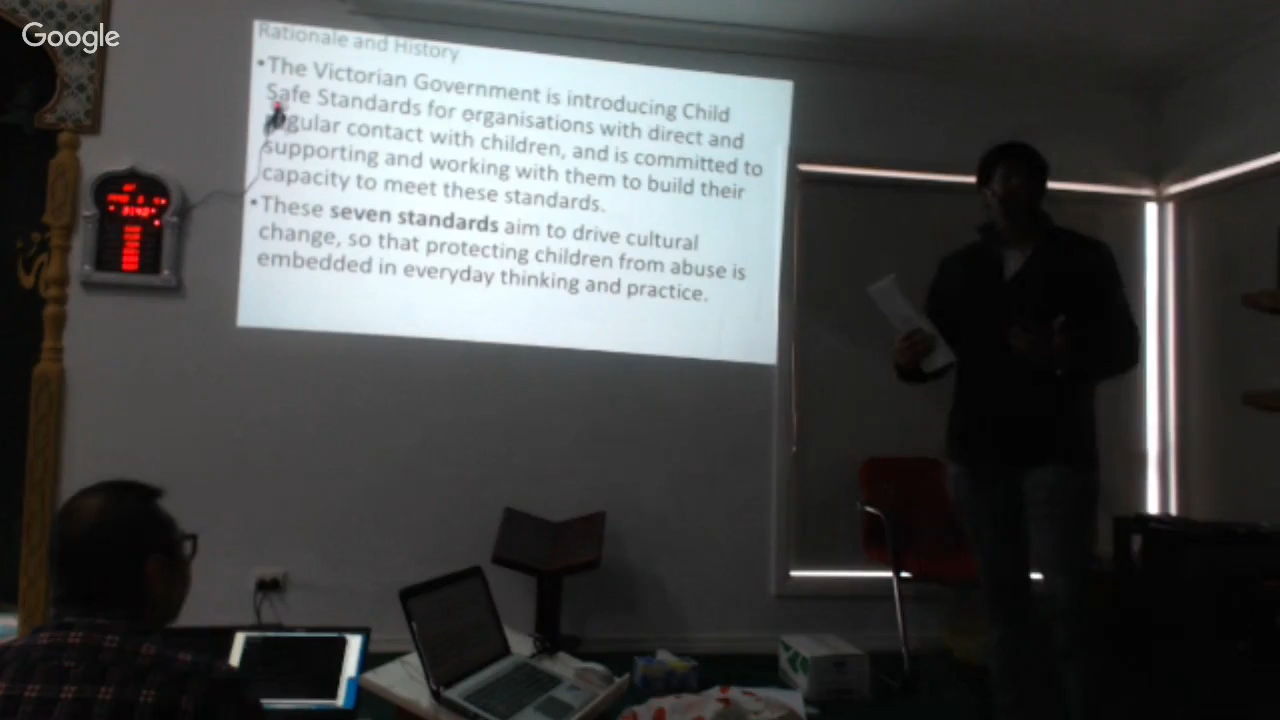 Google
Rationale and History
•The Victorian Government is introducing Child
Safe Standards for organisations with direct and
regular contact with children, and is committed to
supporting and working with them to build their
capacity to meet these standards.
•These seven standards aim to drive cultural
change, so that protecting children from abuse is
embedded in everyday thinking and practice.